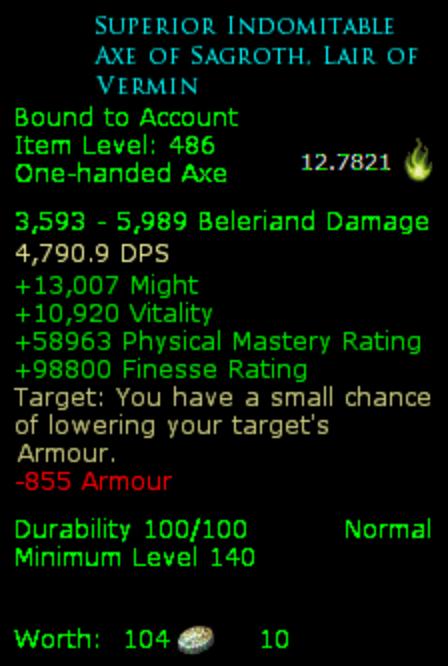 Superior Indomitable
Axe of Sagroth, Lair of
Vermin
Bound to Account
Item Level: 486
One-handed Axe
12.7821
3,593 - 5,989 Beleriand Damage
4,790.9 DPS
+13,007 Might
+10,920 Vitality
+58963 Physical Mastery Rating
+98800 Finesse Rating
Target: You have a small chance
of lowering your target's
Armour.
-855 Armour
Durability 100/100 Normal
Minimum Level 140
Worth: 104 10